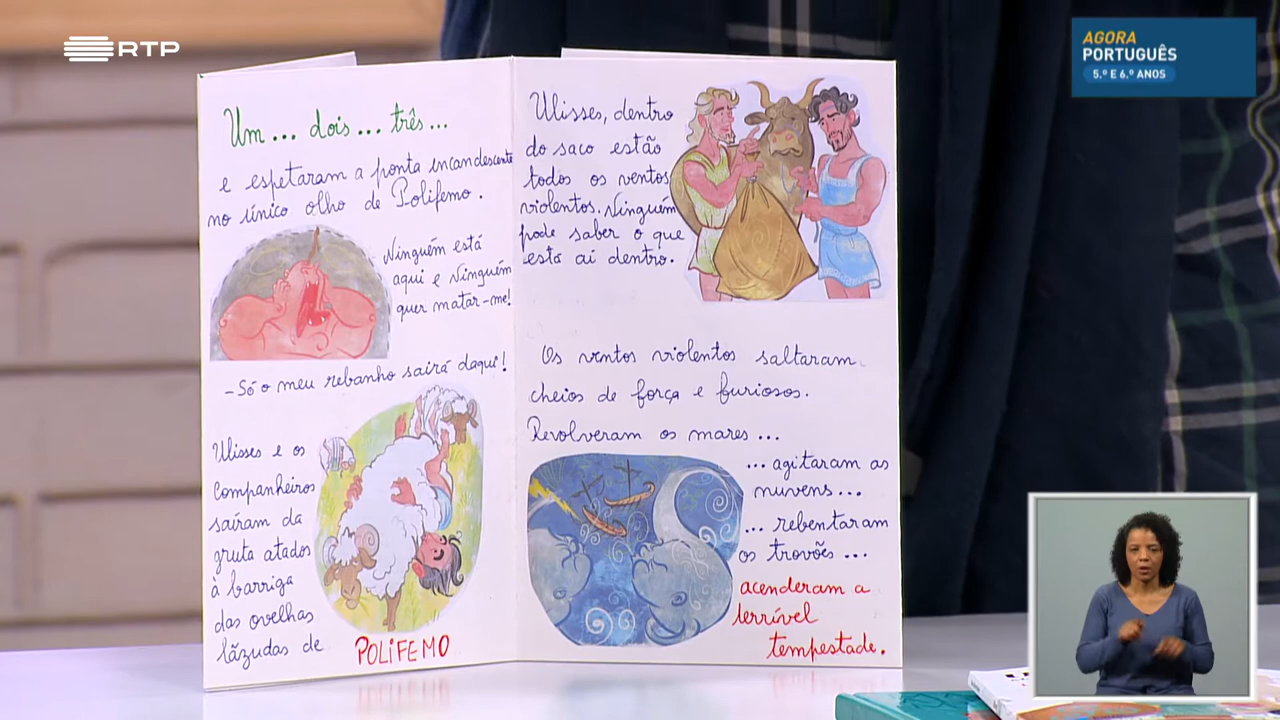 RTP
AGORA
PORTUGUÊS
5.º E 6.º ANOS
Um... dois... três...
e espetaram a ponta incandescente
no único olho de Polifemo.
Ninguém está
aqui e Ninguém
quer matar-me!
-Só o meu rebanho sairá daqui!
Ulisses e os
companheiros
saíram da
gruta atados
à barriga
das ovelhas
lãzudas de
POLIFEMO
Ulisses, dentro
do saco estão
todos os ventos
violentos. Ninguém
pode saber o que
está aí dentro.
Os ventos violentos saltaram
cheios de força e furiosos.
Revolveram os mares...
... agitaram as
nuvens...
... rebentaram
os trovões...
acenderam a
terrível
tempestade.